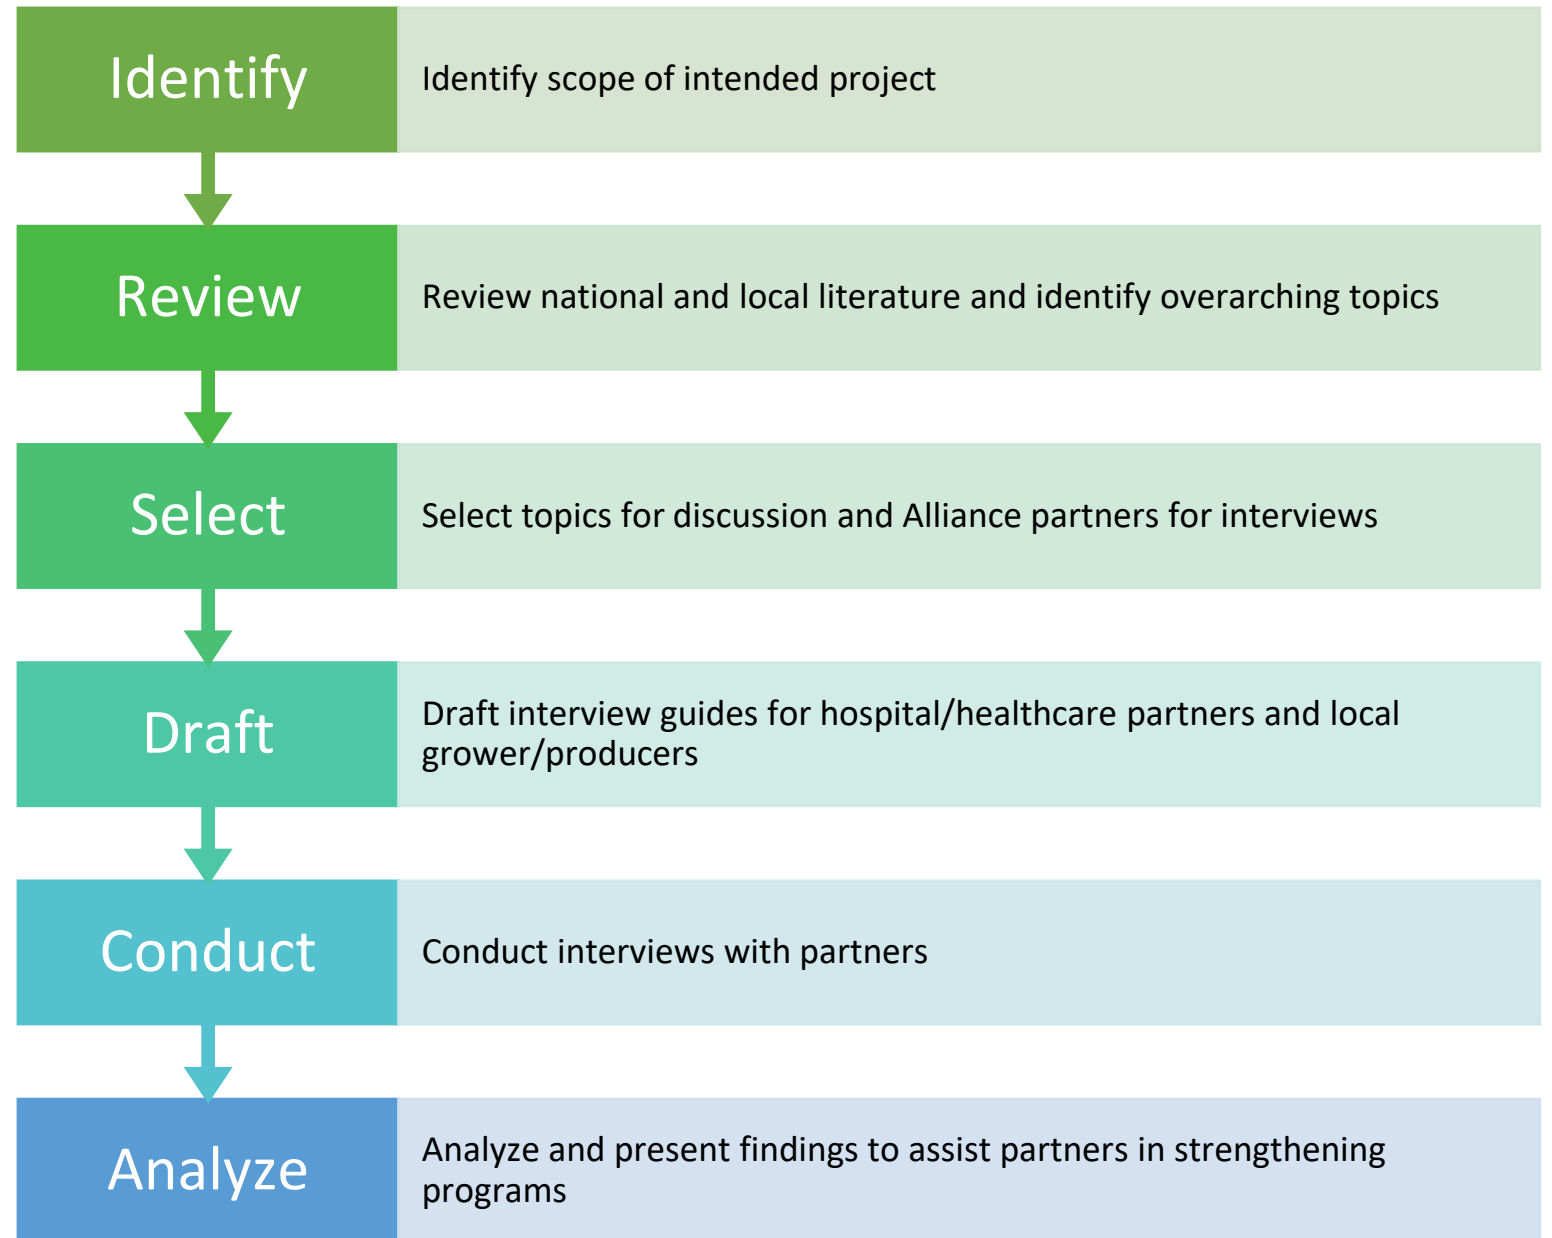 Identify
Identify scope of intended project
Review
Review national and local literature and identify overarching topics
Select
Select topics for discussion and Alliance partners for interviews
Draft
Draft interview guides for hospital/healthcare partners and local
grower/producers
Conduct
Conduct interviews with partners
Analyze
Analyze and present findings to assist partners in strengthening
programs